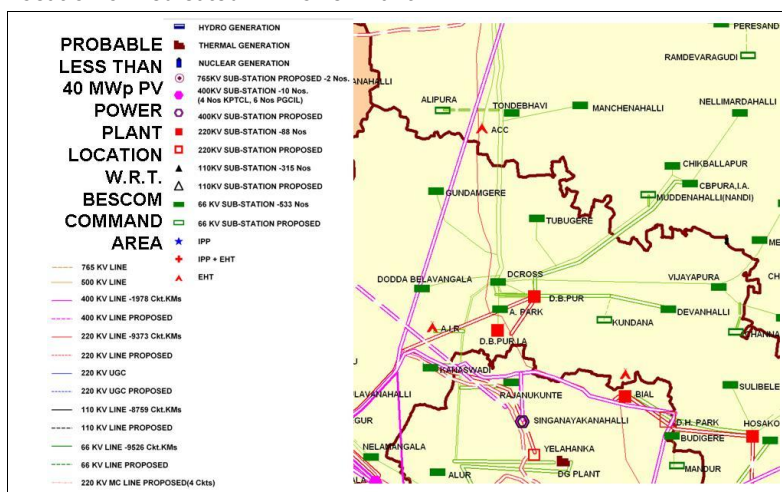 PROBABLE
LESS THAN
40 MWp PV
POWER
PLANT
LOCATION
W.R.T.
BESCOM
COMMAND
AREA
HYDRO GENERATION
THERMAL GENERATION
NUCLEAR GENERATION
765KV SUB-STATION PROPOSED -2 Nos.
400KV SUB-STATION -10 Nos.
(4 Nos KPTCL, 6 Nos PGCIL)
400KV SUB-STATION PROPOSED
220KV SUB-STATION -88 Nos
220KV SUB-STATION PROPOSED
110KV SUB-STATION -315 Nos
110KV SUB-STATION PROPOSED
66 KV SUB-STATION -533 Nos
66 KV SUB-STATION PROPOSED
IPP
IPP + EHT
EHT
765 KV LINE
500 KV LINE
400 KV LINE -1978 Ckt.KMs
400 KV LINE PROPOSED
220 KV LINE -9373 Ckt.KMs
220 KV LINE PROPOSED
220 KV UGC
220 KV UGC PROPOSED
110 KV LINE -8759 Ckt.KMs
110 KV LINE PROPOSED
66 KV LINE -9526 Ckt.KMs
66 KV LINE PROPOSED
220 KV MC LINE PROPOSED(4 Ckts)
PERESAND
RAMDEVARAGUDI
ANAHALLI
ALIPURA
TONDEBHAVI
MANCHENAHALLI
NELLIMARDAHALLI
ACC
CHIKBALLAPUR
CBPURA,I.A.
MUDDENAHALLI(NANDI)
GUNDAMGERE
TUBUGERE
ME
CH
DODDA BELAVANGALA
DCROSS
VIJAYAPURA
D.B.PUR
A. PARK
DEVANHALLI
KUNDANA
A.I.R
D.B.PUR,I.A
HANNA
KANASWADI
RAJANUKUNTE
BIAL
SULIBELE
LAVANAHALLI
GUR
SINGANAYAKANAHALLI
D.H. PARK
HOSAKO
BUDIGERE
NELAMANGALA
YELAHANKA
ALUR
DG PLANT
MANDUR
ALA